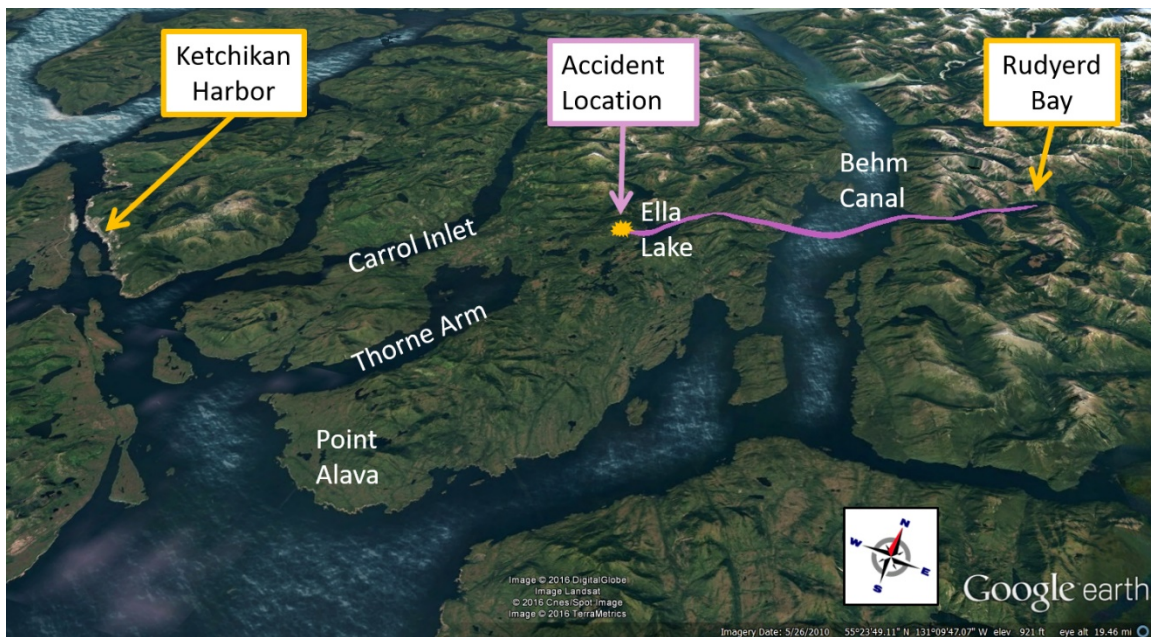 Ketchikan
Harbor
Accident
Location
Rudyerd
Bay
Behm
Canal
Ella
Lake
Carrol Inlet
Thorne Arm
Point
Alava
N
W
E
S
Image © 2016 DigitalGlobe
Image Landsat
© 2016 Cnes/Spot Image
Image © 2016 TerraMetrics
Google earth
Imagery Date: 5/26/2010 55°23'49.11" N 131°09'47.07" W elev 921 ft eye alt 19.46 mi